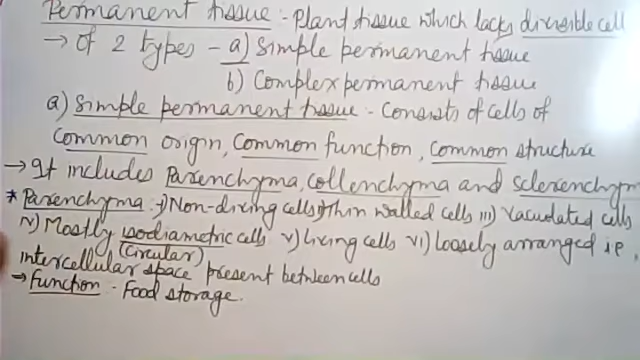 Permanent tissue :- Plant tissue which lacks divisible cell
→ Of 2 types - a) Simple permanent tissue
b) Complex permanent tissue
a) Simple permanent tissue - Consists of cells of
Common origin, Common function, Common structure
→ It includes Parenchyma, collenchyma and sclerenchym
* Parenchyma :- i) Non-diving cells ii) Thin walled cells iii) Vacuolated cells
iv) Mostly isodiametric cells v) Living cells vi) loosely arranged i.e,
(Circular)
intercellular space present between cells
→ Function - Food storage.